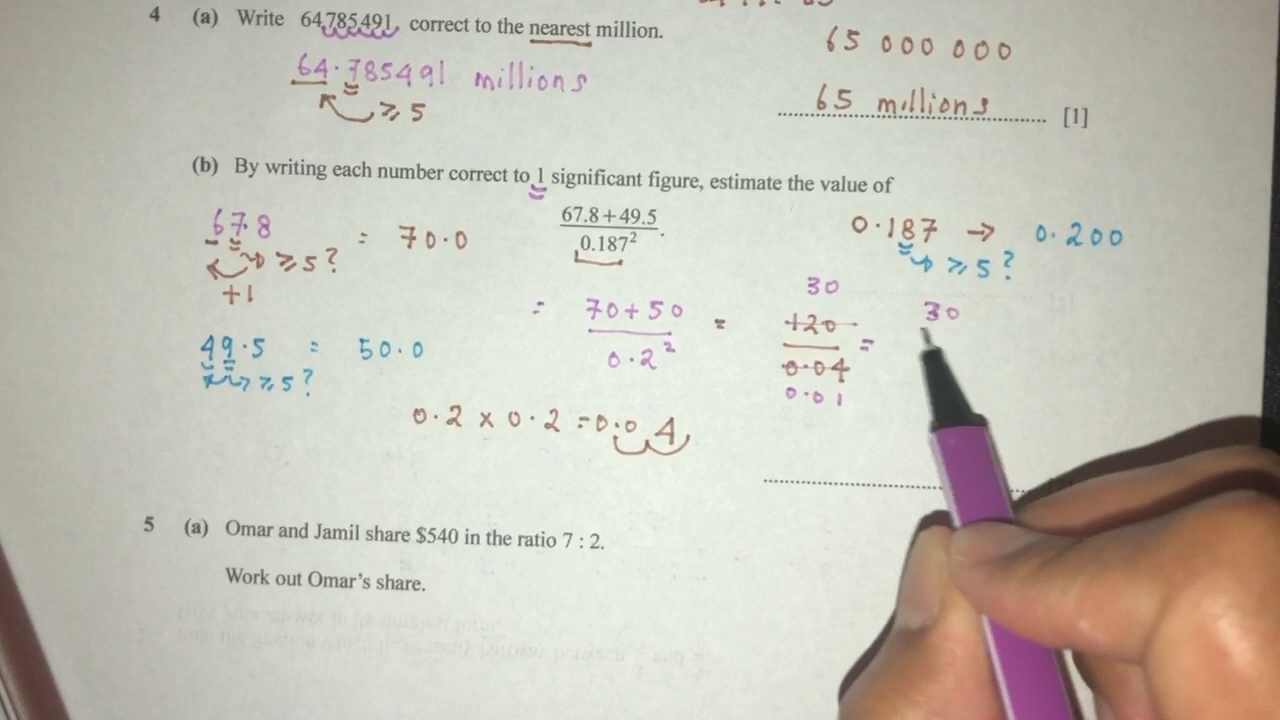 4 (a) Write 64785491, correct to the nearest million.
65 000 000
64.785491 millions
≥ 5
65 millions [1]
(b) By writing each number correct to 1 significant figure, estimate the value of
67.8 = 70.0
≥ 5?
+1
67.8 + 49.5
0.187²
0.187 → 0.200
≥ 5?
= 70 + 50 / 0.2² = 120 / 0.04 = 30
30
0.01
49.5 = 50.0
≥ 5?
0.2 × 0.2 = 0.04
5 (a) Omar and Jamil share $540 in the ratio 7 : 2.
Work out Omar's share.